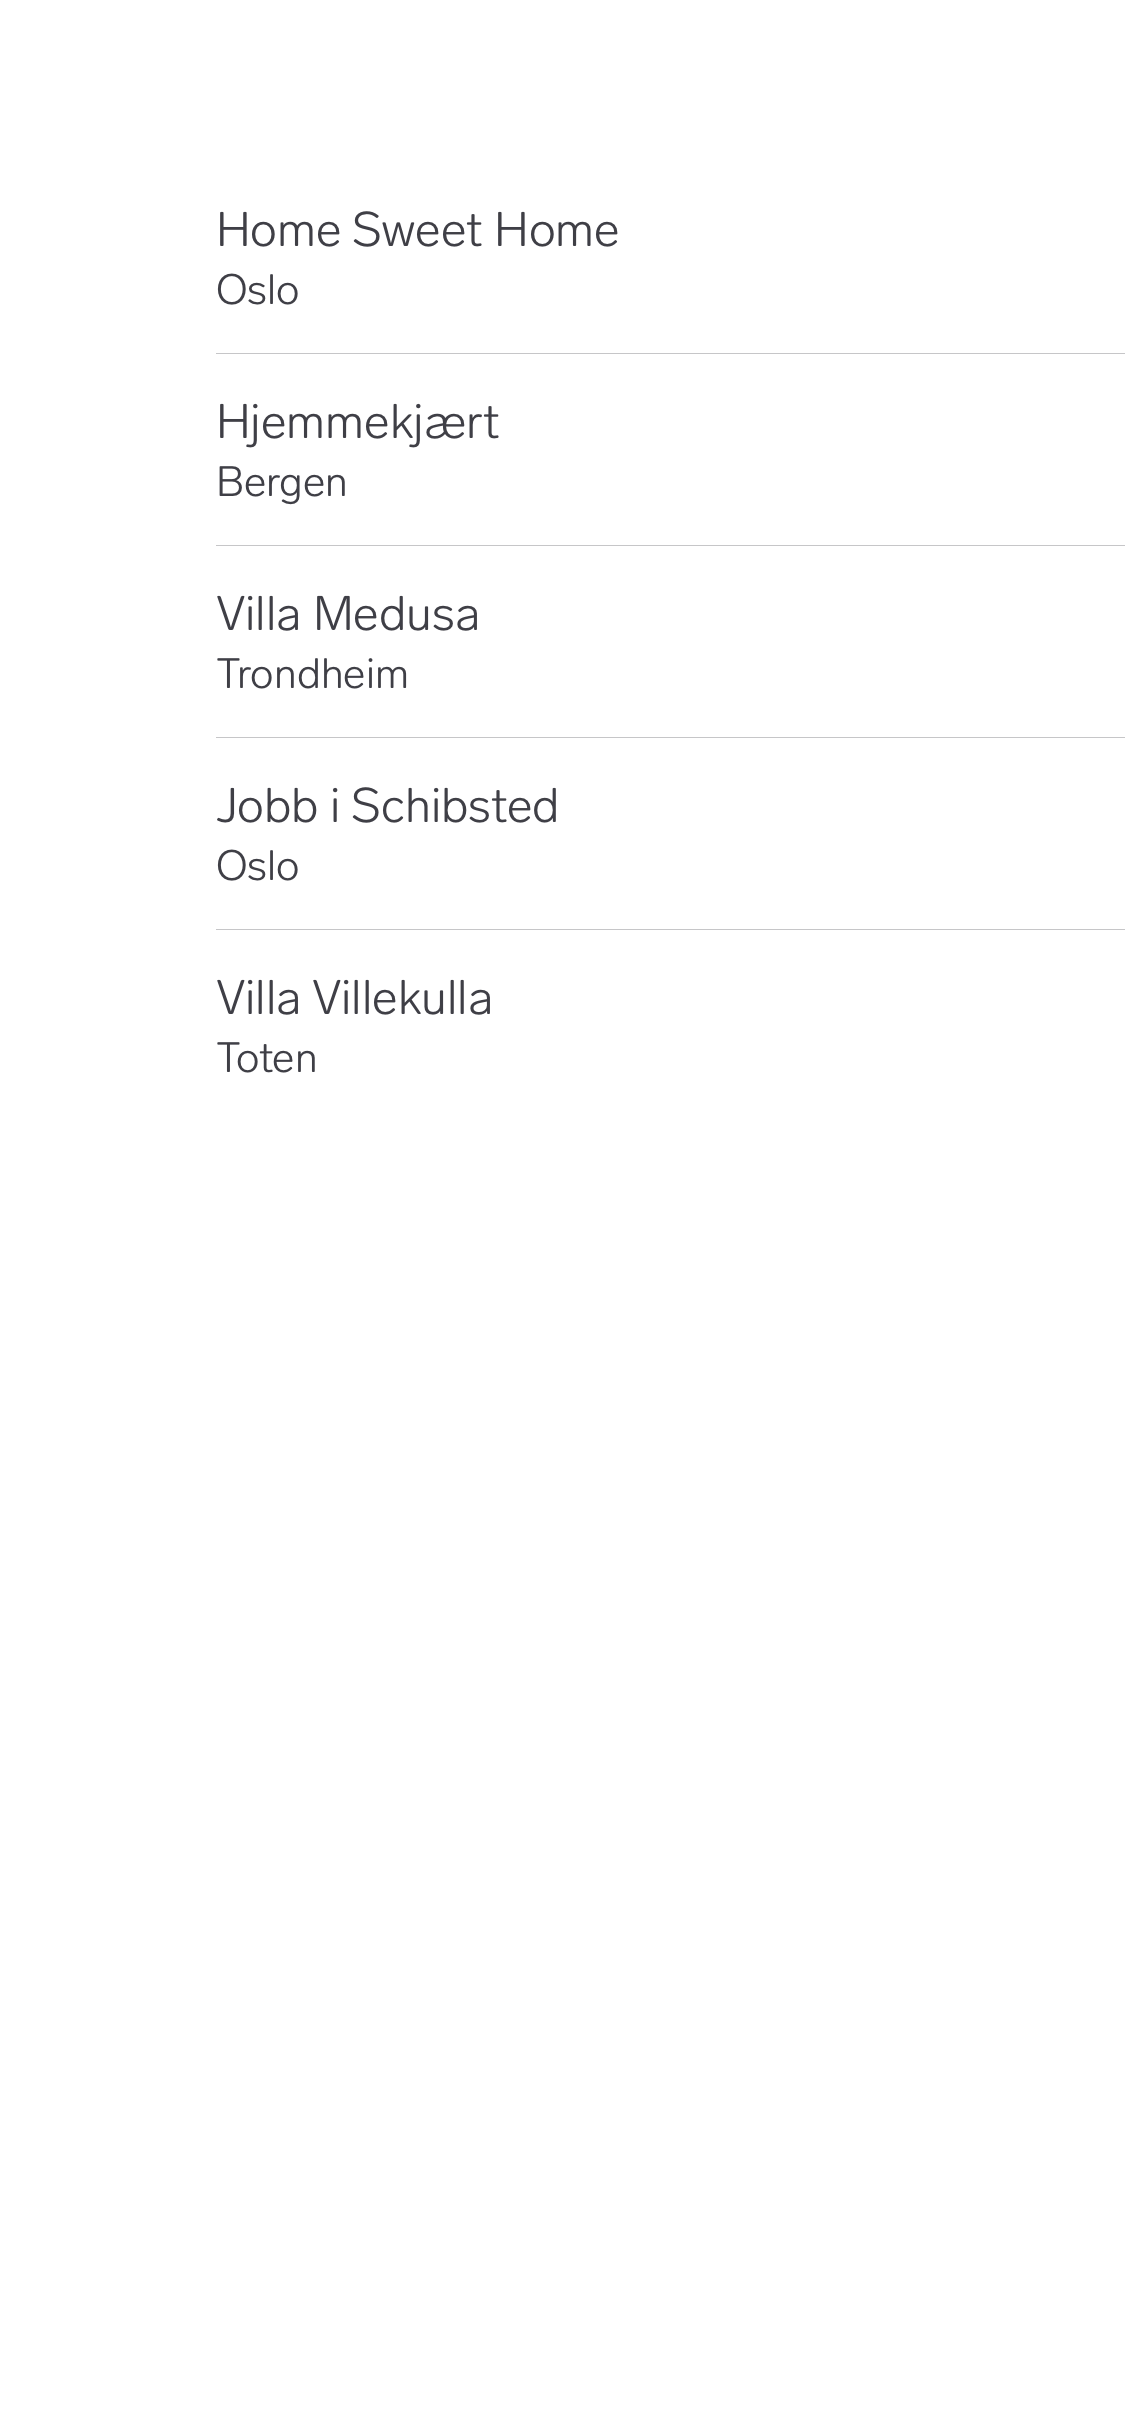 Home Sweet Home
Oslo
Hjemmekjært
Bergen
Villa Medusa
Trondheim
Jobb i Schibsted
Oslo
Villa Villekulla
Toten